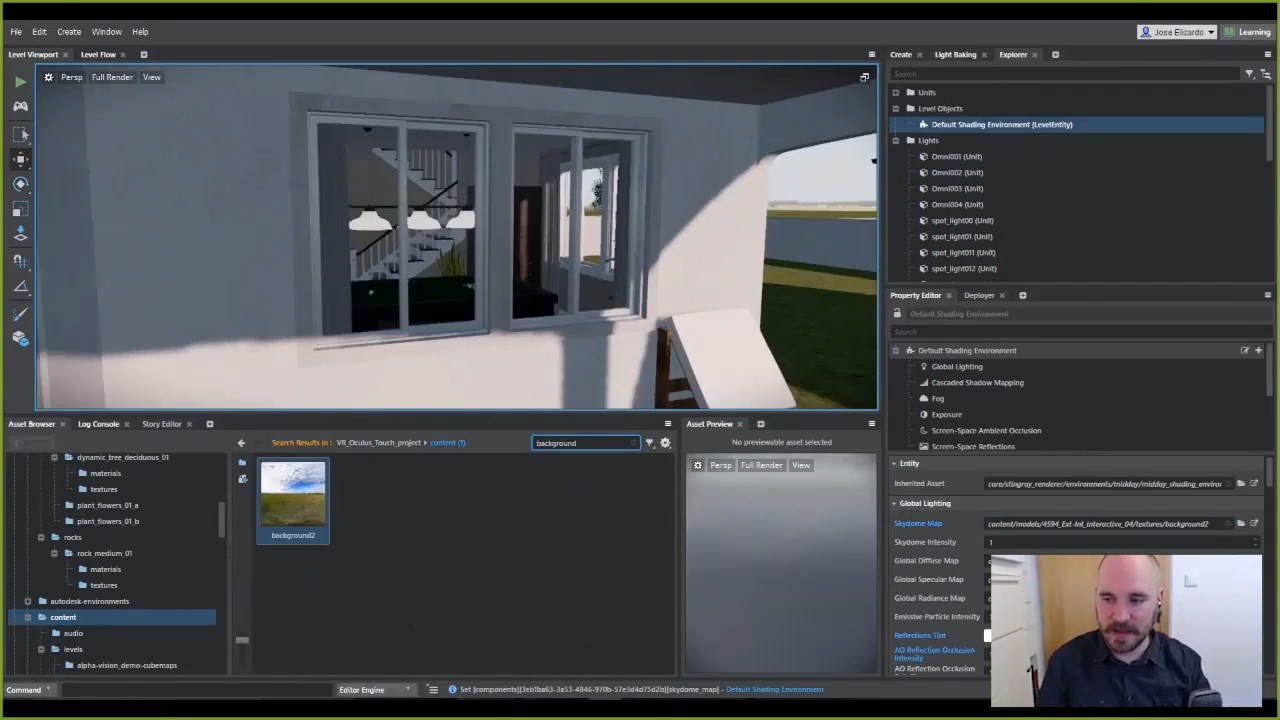 File Edit Create Window Help
Jose Elizardo Learning
Level Viewport Level Flow
Create Light Baking Explorer
Persp Full Render View
Search
Units
Level Objects
Default Shading Environment (LevelEntity)
Lights
Omni001 (Unit)
Omni002 (Unit)
Omni003 (Unit)
Omni004 (Unit)
spot_light00 (Unit)
spot_light01 (Unit)
spot_light011 (Unit)
spot_light012 (Unit)
Property Editor Deployer
Default Shading Environment
Search
Default Shading Environment
Global Lighting
Cascaded Shadow Mapping
Fog
Exposure
Screen-Space Ambient Occlusion
Screen-Space Reflections
Entity
Inherited Asset core/stingray_renderer/environments/midday/midday_shading_enviror
Global Lighting
Skydome Map content/models/4594_Ext-Int_interactive_04/textures/background2
Skydome Intensity 1
Global Diffuse Map
Global Specular Map
Global Radiance Map
Emissive Particle Intensity
Reflections Tint
AO Reflection Occlusion
Intensity
AO Reflection Occlusion
Asset Browser Log Console Story Editor
Asset Preview
Search Results in : VR_Oculus_Touch_project content (1) background
No previewable asset selected
Persp Full Render View
dynamic_tree_deciduous_01
materials
textures
plant_flowers_01_a
plant_flowers_01_b
rocks
rock_medium_01
materials
textures
autodesk-environments
content
audio
levels
alpha-vision_demo-cubemaps
background2
Command Editor Engine Set [components][3eb1ba63-3a53-4846-970b-57e3d4d75d2b][skydome_map] - Default Shading Environment